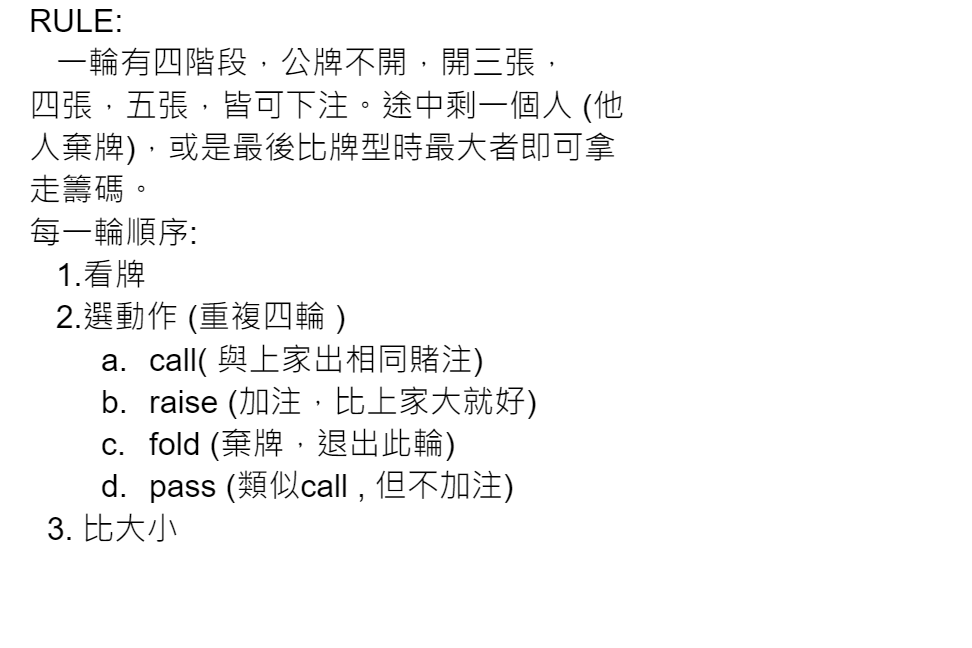 RULE:
一輪有四階段，公牌不開，開三張，
四張，五張，皆可下注。途中剩一個人 (他
人棄牌)，或是最後比牌型時最大者即可拿
走籌碼。
每一輪順序:
1.看牌
2.選動作 (重複四輪 )
a. call( 與上家出相同賭注)
b. raise (加注，比上家大就好)
c. fold (棄牌，退出此輪)
d. pass (類似call , 但不加注)
3. 比大小